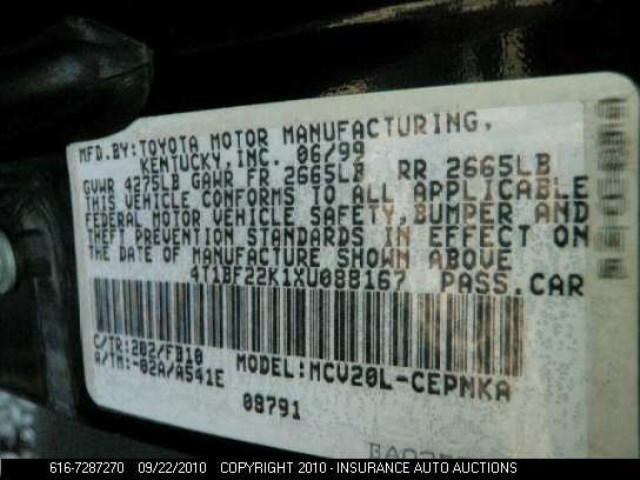 MFD.BY:TOYOTA MOTOR MANUFACTURING,
KENTUCKY,INC. 06/99
GVWR 4275LB GAWR FR 2665LB RR 2665LB
THIS VEHICLE CONFORMS TO ALL APPLICABLE
FEDERAL MOTOR VEHICLE SAFETY,BUMPER AND
THEFT PREVENTION STANDARDS IN EFFECT ON
THE DATE OF MANUFACTURE SHOWN ABOVE
4T1BF22K1XU088167 PASS.CAR
C/TR:202/FB10 MODEL:MCV20L-CEPNKA
A/TM:-02A/A541E
08791
616-7287270 09/22/2010 COPYRIGHT 2010 - INSURANCE AUTO AUCTIONS